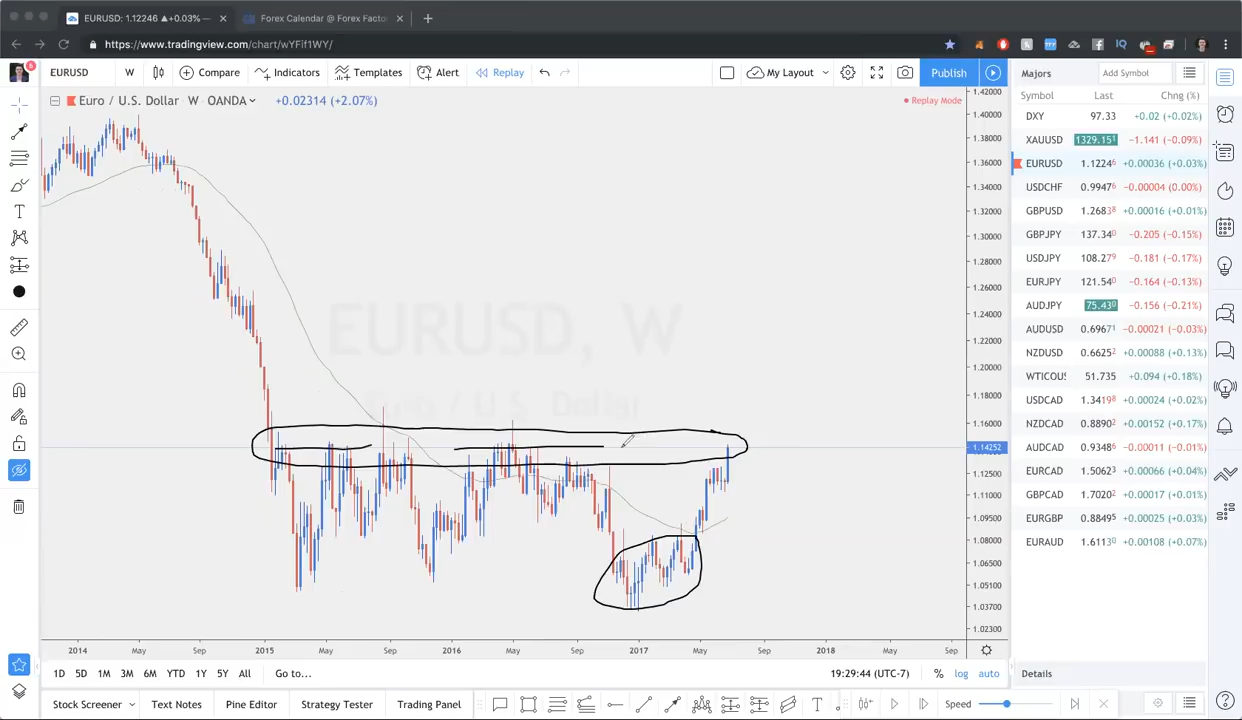 EURUSD: 1.12246 ▲+0.03% —
Forex Calendar @ Forex Facto
https://www.tradingview.com/chart/wYFif1WY/
EURUSD W Compare Indicators Templates Alert Replay My Layout Publish
Majors Add Symbol
Euro / U.S. Dollar W OANDA +0.02314 (+2.07%)
Replay Mode
Symbol Last Chng (%)
DXY 97.33 +0.02 (+0.02%)
XAUUSD 1329.151 −1.141 (−0.09%)
EURUSD 1.12246 +0.00036 (+0.03%)
USDCHF 0.99476 −0.00004 (0.00%)
GBPUSD 1.26838 +0.00016 (+0.01%)
GBPJPY 137.340 −0.205 (−0.15%)
USDJPY 108.279 −0.181 (−0.17%)
EURJPY 121.540 −0.164 (−0.13%)
AUDJPY 75.430 −0.156 (−0.21%)
AUDUSD 0.69671 −0.00021 (−0.03%)
NZDUSD 0.66252 +0.00088 (+0.13%)
WTICOUS 51.735 +0.094 (+0.18%)
USDCAD 1.34198 +0.00024 (+0.02%)
NZDCAD 0.88902 +0.00152 (+0.17%)
AUDCAD 0.93486 −0.00011 (−0.01%)
EURCAD 1.50623 +0.00066 (+0.04%)
GBPCAD 1.70202 +0.00017 (+0.01%)
EURGBP 0.88495 +0.00025 (+0.03%)
EURAUD 1.61130 +0.00108 (+0.07%)
EURUSD, W
Euro / U.S. Dollar
1.42000
1.40000
1.38000
1.36000
1.34000
1.32000
1.30000
1.28000
1.26000
1.24000
1.22000
1.20000
1.18000
1.16000
1.14252
1.12500
1.11000
1.09500
1.08000
1.06500
1.05100
1.03700
1.02300
2014 May Sep 2015 May Sep 2016 May Sep 2017 May Sep 2018 May Sep
1D 5D 1M 3M 6M YTD 1Y 5Y All Go to... 19:29:44 (UTC-7) % log auto
Details
Stock Screener Text Notes Pine Editor Strategy Tester Trading Panel Speed